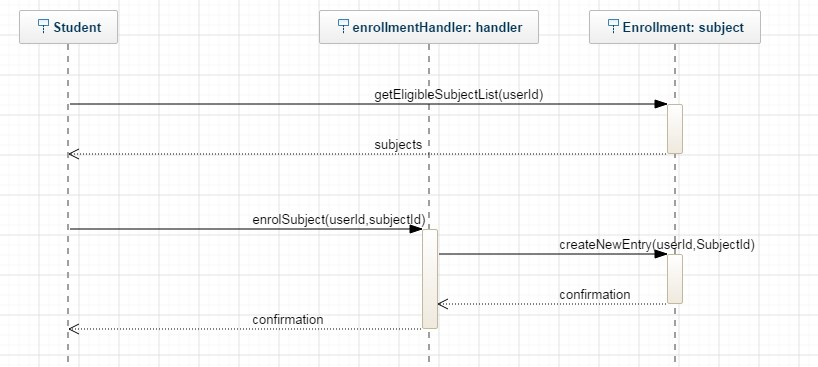 Student
enrollmentHandler: handler
Enrollment: subject
getEligibleSubjectList(userId)
subjects
enrolSubject(userId,subjectId)
createNewEntry(userId,SubjectId)
confirmation
confirmation